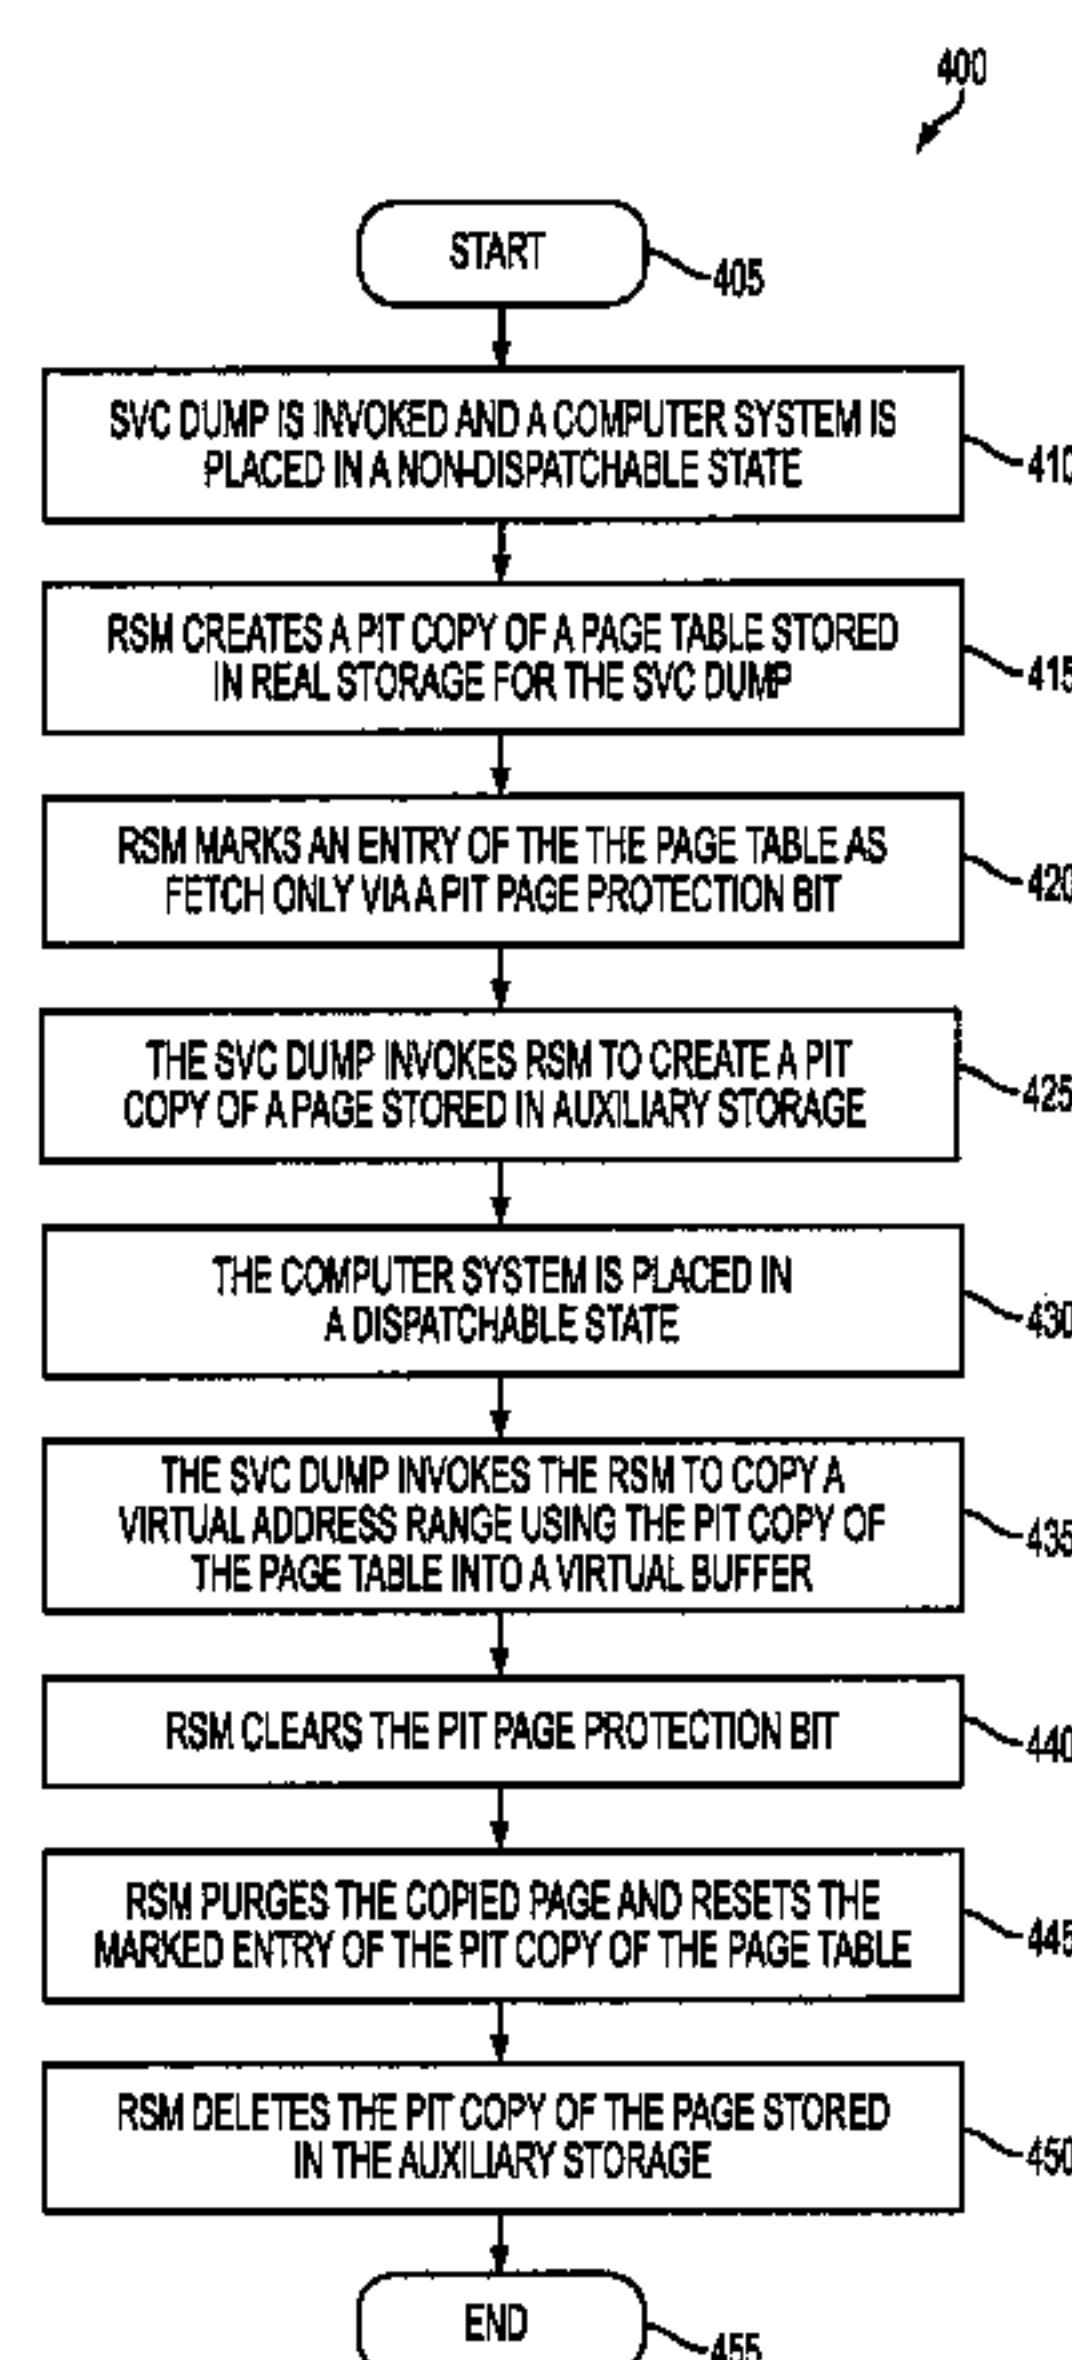 400
START
405
SVC DUMP IS INVOKED AND A COMPUTER SYSTEM IS
PLACED IN A NON-DISPATCHABLE STATE
410
RSM CREATES A PIT COPY OF A PAGE TABLE STORED
IN REAL STORAGE FOR THE SVC DUMP
415
RSM MARKS AN ENTRY OF THE THE PAGE TABLE AS
FETCH ONLY VIA A PIT PAGE PROTECTION BIT
420
THE SVC DUMP INVOKES RSM TO CREATE A PIT
COPY OF A PAGE STORED IN AUXILIARY STORAGE
425
THE COMPUTER SYSTEM IS PLACED IN
A DISPATCHABLE STATE
430
THE SVC DUMP INVOKES THE RSM TO COPY A
VIRTUAL ADDRESS RANGE USING THE PIT COPY OF
THE PAGE TABLE INTO A VIRTUAL BUFFER
435
RSM CLEARS THE PIT PAGE PROTECTION BIT
440
RSM PURGES THE COPIED PAGE AND RESETS THE
MARKED ENTRY OF THE PIT COPY OF THE PAGE TABLE
445
RSM DELETES THE PIT COPY OF THE PAGE STORED
IN THE AUXILIARY STORAGE
450
END
455